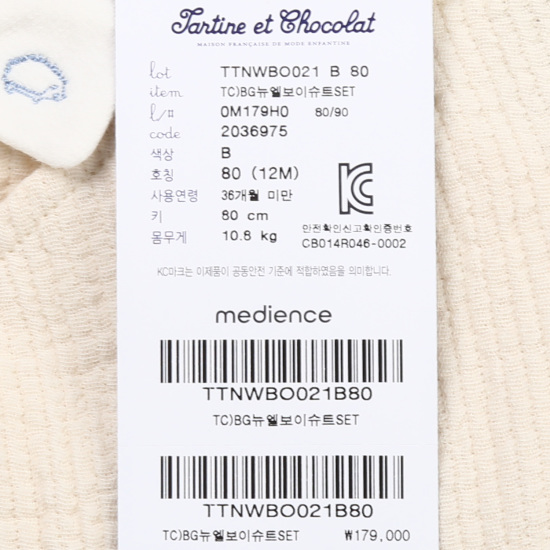 Tartine et Chocolat
MAISON FRANÇAISE DE MODE ENFANTINE
lot TTNWBO021 B 80
item TC)BG뉴엘보이슈트SET
l/# 0M179H0 80/90
code 2036975
색상 B
호칭 80 (12M)
사용연령 36개월 미만
키 80 cm
몸무게 10.8 kg
안전확인신고확인증번호
CB014R046-0002
KC마크는 이제품이 공동안전 기준에 적합하였음을 의미합니다.
medience
TTNWBO021B80
TC)BG뉴엘보이슈트SET
TTNWBO021B80
TC)BG뉴엘보이슈트SET ₩179,000